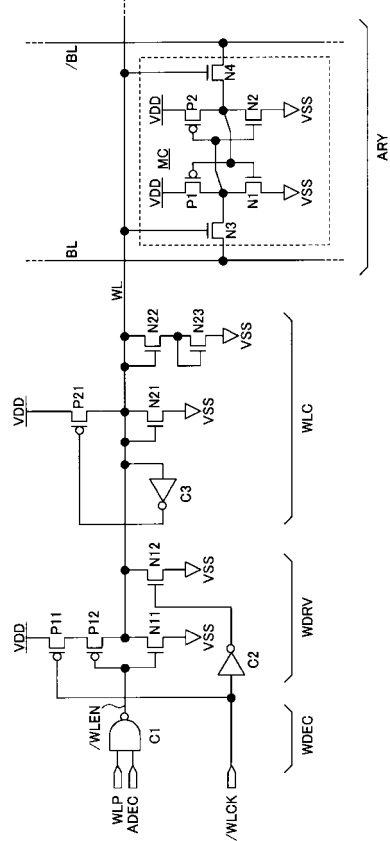 /BL
BL
WL
VDD
VDD
MC
P1
P2
N3
N4
N1
N2
VSS
VSS
ARY
VDD
P21
N22
N23
N21
VSS
VSS
C3
WLC
VDD
P11
P12
N11
N12
VSS
VSS
C2
WDRV
/WLEN
C1
WLP
ADEC
/WLCK
WDEC